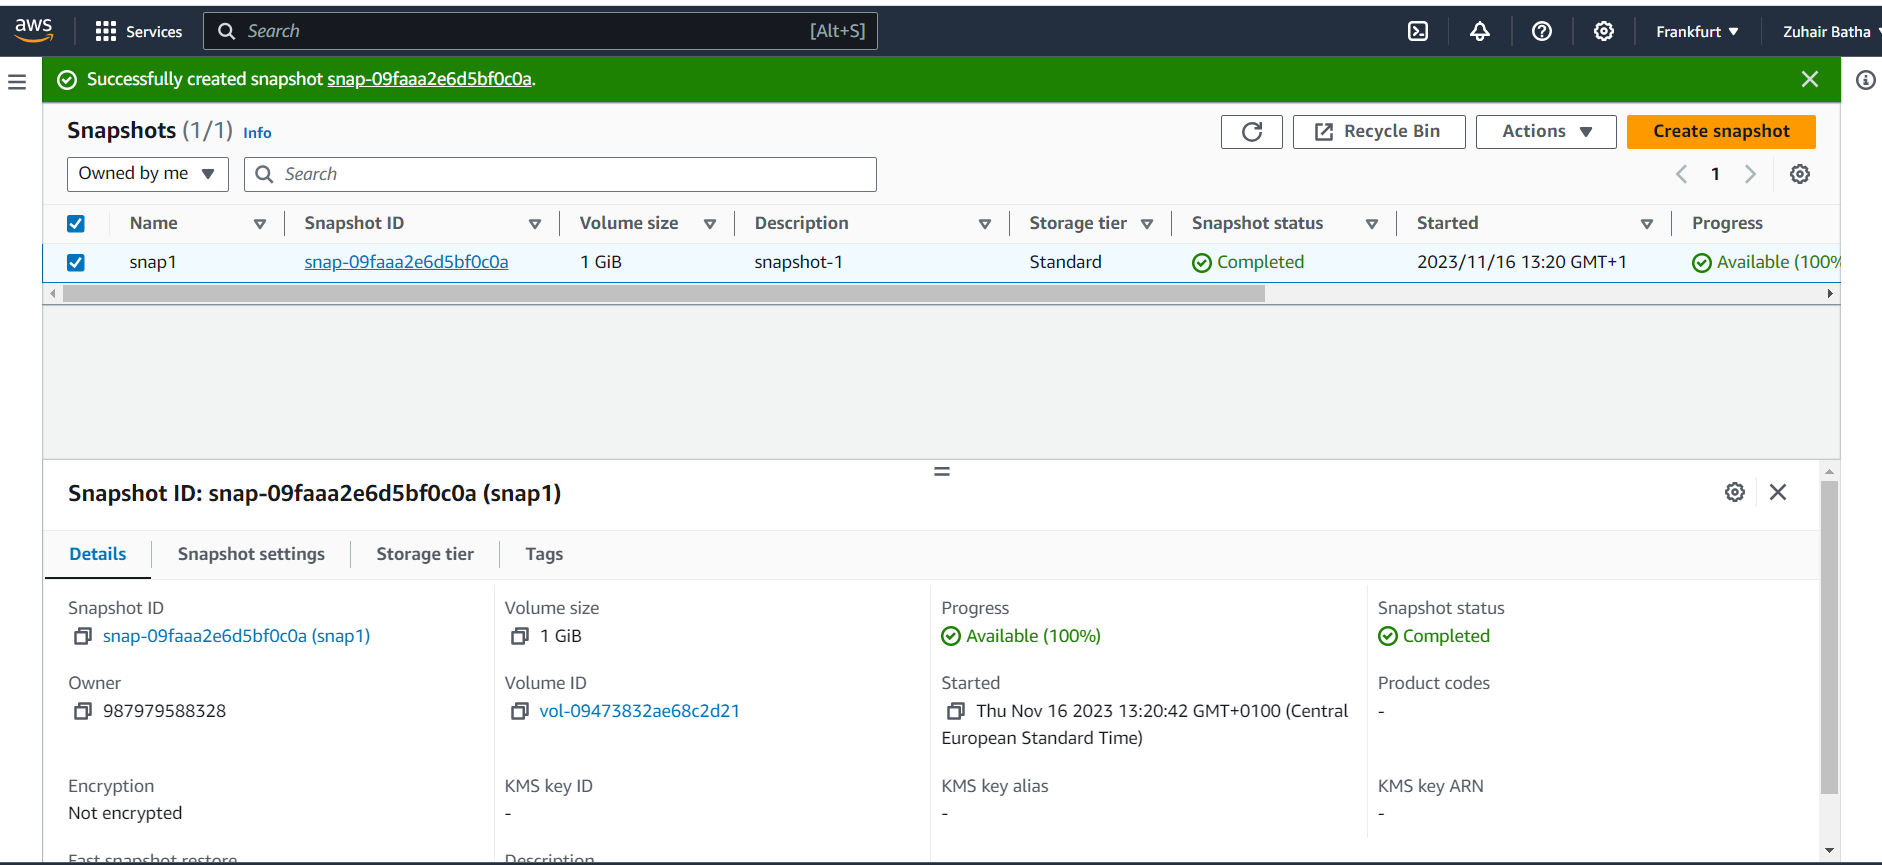 aws Services Search [Alt+S] Frankfurt Zuhair Batha
Successfully created snapshot snap-09faaa2e6d5bf0c0a.
Snapshots (1/1) Info Recycle Bin Actions Create snapshot
Owned by me Search 1
Name Snapshot ID Volume size Description Storage tier Snapshot status Started Progress
snap1 snap-09faaa2e6d5bf0c0a 1 GiB snapshot-1 Standard Completed 2023/11/16 13:20 GMT+1 Available (100%
Snapshot ID: snap-09faaa2e6d5bf0c0a (snap1)
Details Snapshot settings Storage tier Tags
Snapshot ID Volume size Progress Snapshot status
snap-09faaa2e6d5bf0c0a (snap1) 1 GiB Available (100%) Completed
Owner Volume ID Started Product codes
987979588328 vol-09473832ae68c2d21 Thu Nov 16 2023 13:20:42 GMT+0100 (Central -
European Standard Time)
Encryption KMS key ID KMS key alias KMS key ARN
Not encrypted - - -
Fast snapshot restore Description